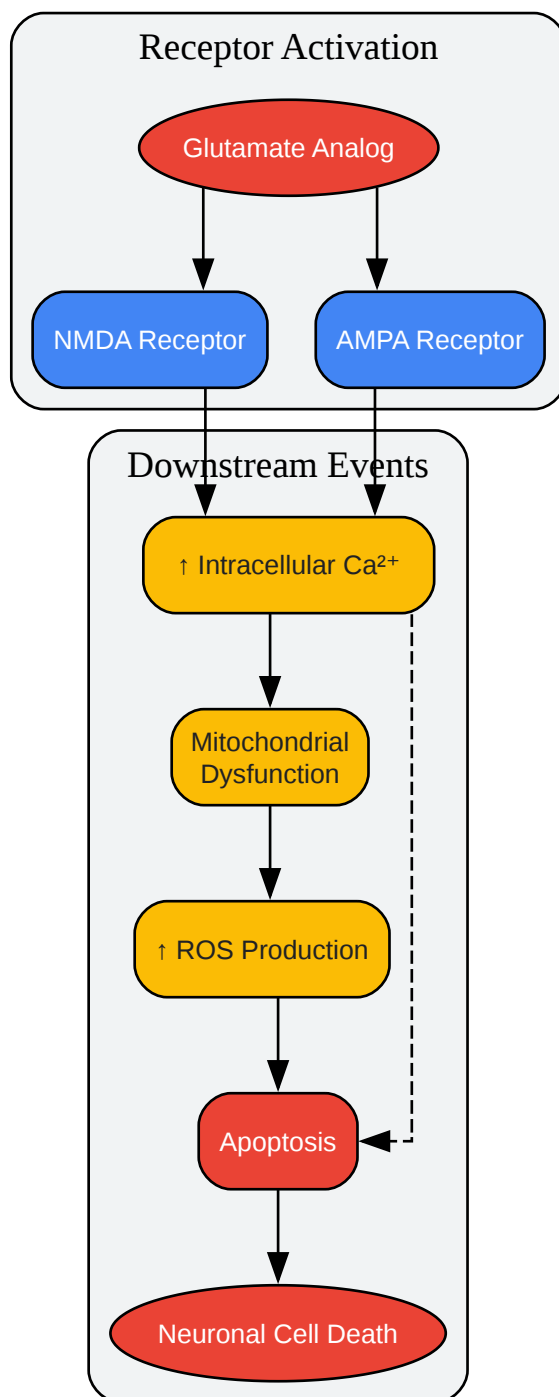 Receptor Activation
Glutamate Analog
NMDA Receptor
AMPA Receptor
Downstream Events
↑ Intracellular Ca²⁺
Mitochondrial
Dysfunction
↑ ROS Production
Apoptosis
Neuronal Cell Death